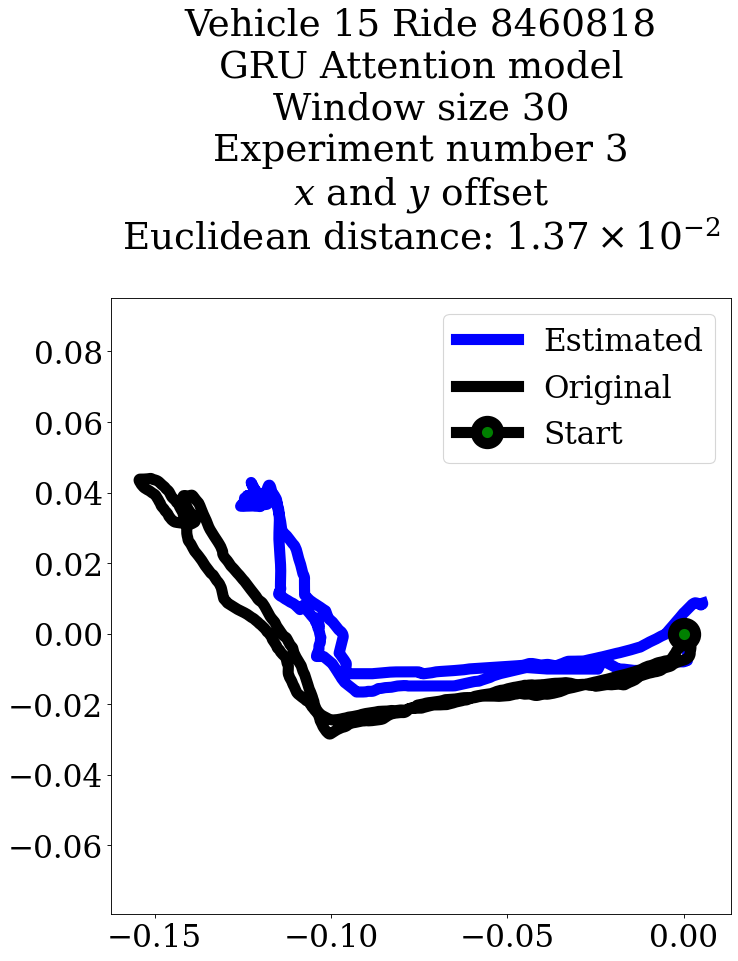 Vehicle 15 Ride 8460818
GRU Attention model
Window size 30
Experiment number 3
x and y offset
Euclidean distance: 1.37 × 10⁻²
Estimated
Original
Start
0.08
0.06
0.04
0.02
0.00
−0.02
−0.04
−0.06
−0.15
−0.10
−0.05
0.00